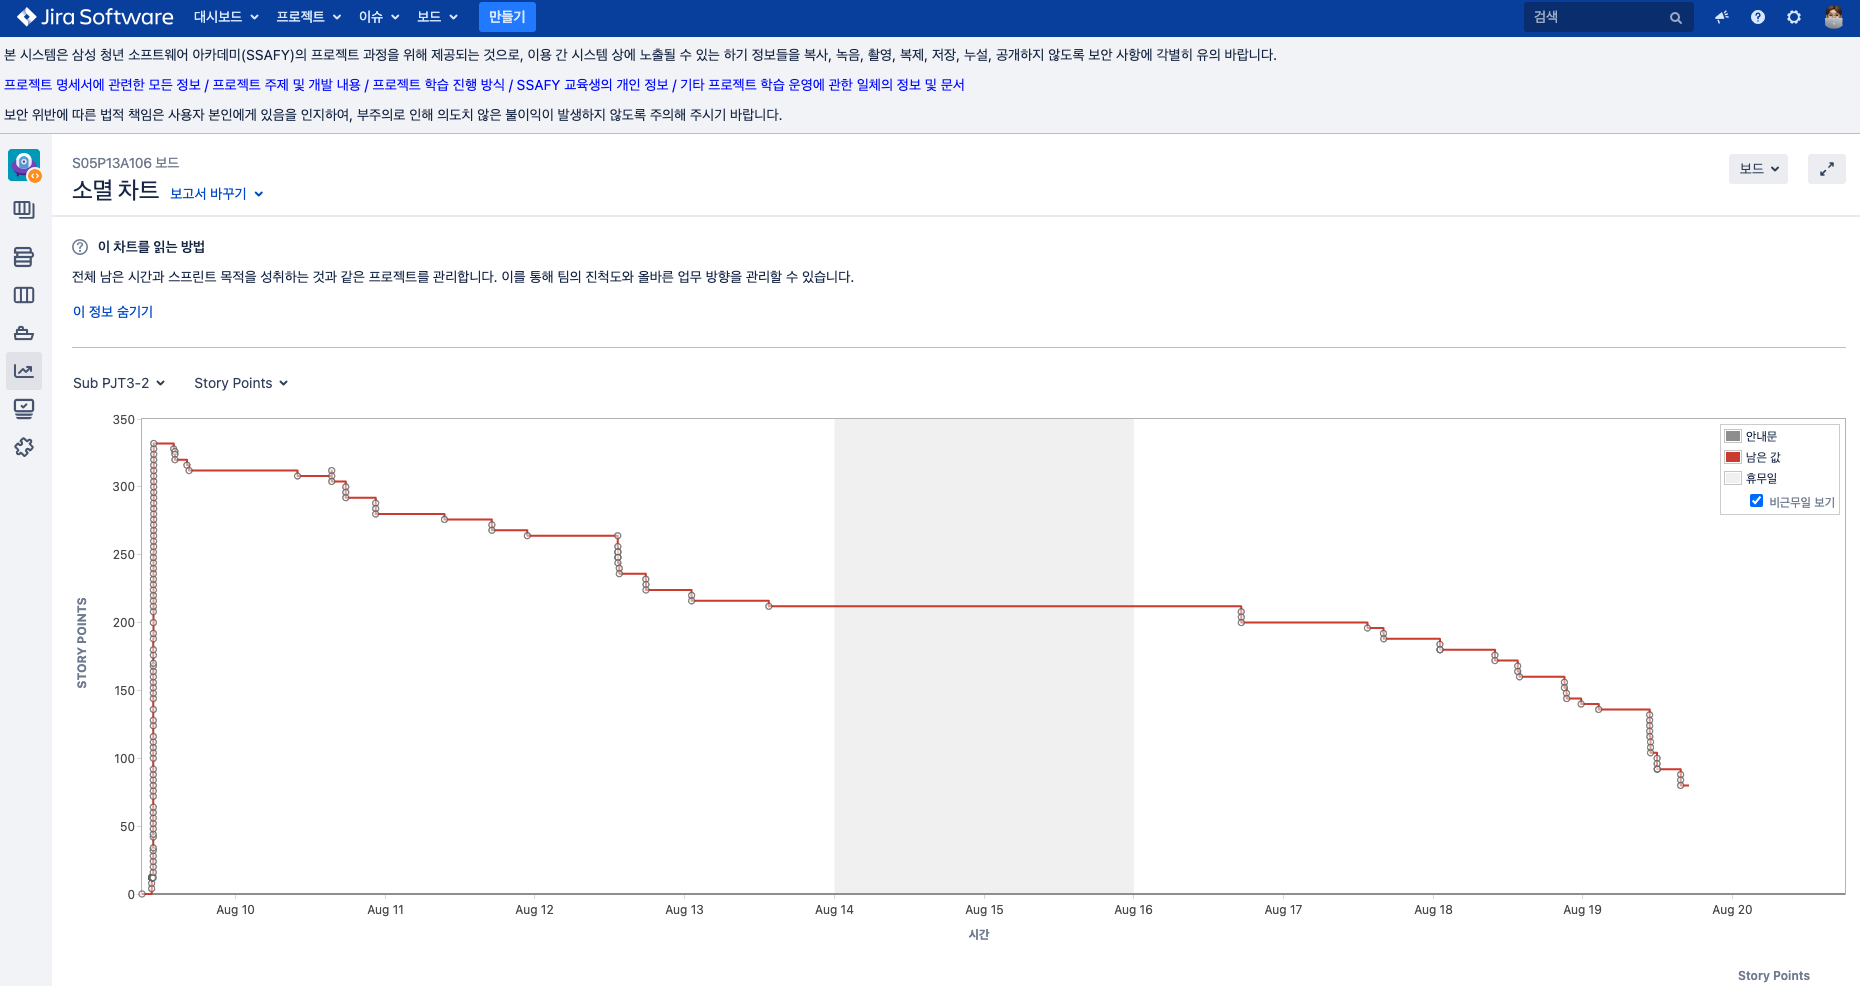 Jira Software 대시보드 프로젝트 이슈 보드 만들기 검색
본 시스템은 삼성 청년 소프트웨어 아카데미(SSAFY)의 프로젝트 과정을 위해 제공되는 것으로, 이용 간 시스템 상에 노출될 수 있는 하기 정보들을 복사, 녹음, 촬영, 복제, 저장, 누설, 공개하지 않도록 보안 사항에 각별히 유의 바랍니다.
프로젝트 명세서에 관련한 모든 정보 / 프로젝트 주제 및 개발 내용 / 프로젝트 학습 진행 방식 / SSAFY 교육생의 개인 정보 / 기타 프로젝트 학습 운영에 관한 일체의 정보 및 문서
보안 위반에 따른 법적 책임은 사용자 본인에게 있음을 인지하여, 부주의로 인해 의도치 않은 불이익이 발생하지 않도록 주의해 주시기 바랍니다.
S05P13A106 보드
소멸 차트 보고서 바꾸기
보드
이 차트를 읽는 방법
전체 남은 시간과 스프린트 목적을 성취하는 것과 같은 프로젝트를 관리합니다. 이를 통해 팀의 진척도와 올바른 업무 방향을 관리할 수 있습니다.
이 정보 숨기기
Sub PJT3-2 Story Points
350
300
250
200
150
100
50
0
STORY POINTS
안내문
남은 값
휴무일
비근무일 보기
Aug 10 Aug 11 Aug 12 Aug 13 Aug 14 Aug 15 Aug 16 Aug 17 Aug 18 Aug 19 Aug 20
시간
Story Points